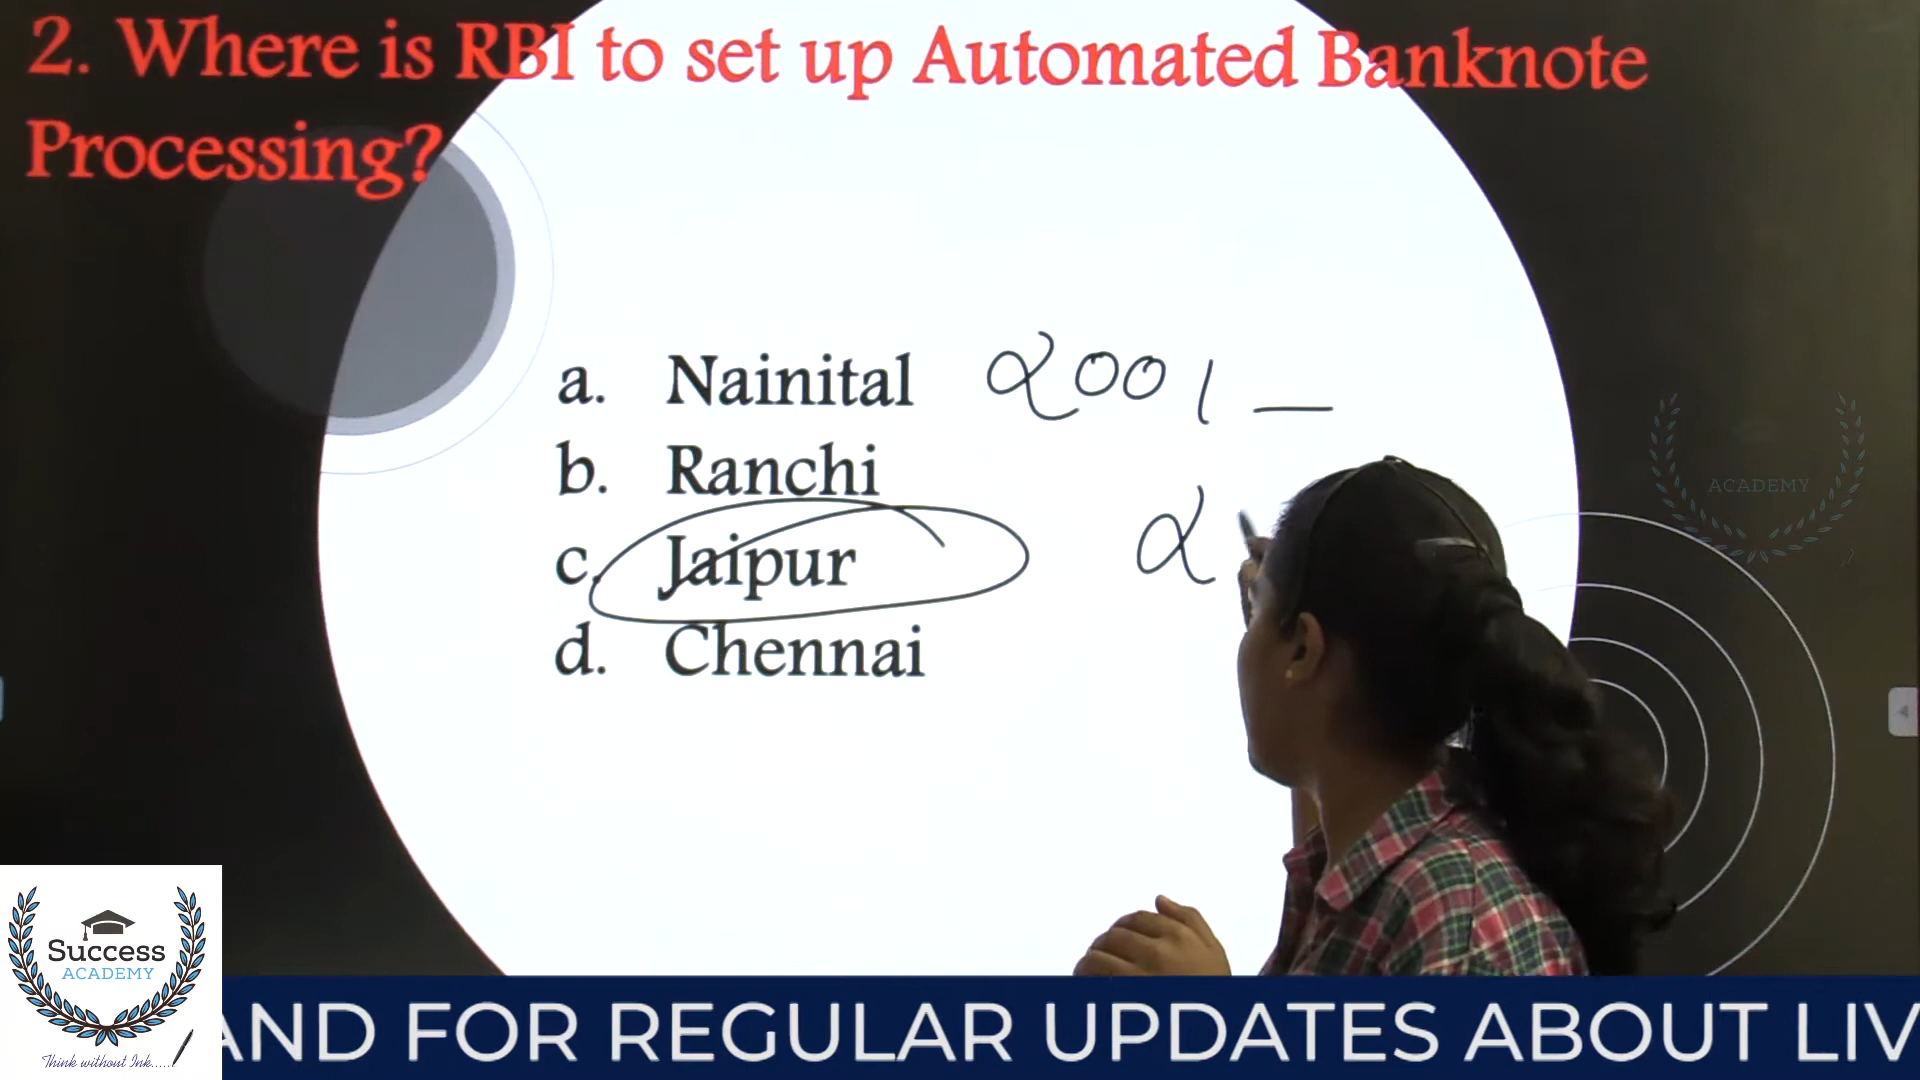 2. Where is RBI to set up Automated Banknote
Processing?
a. Nainital 2001 _
b. Ranchi
c. Jaipur 2
d. Chennai
ACADEMY
Success
ACADEMY
Think without Ink......
AND FOR REGULAR UPDATES ABOUT LIV